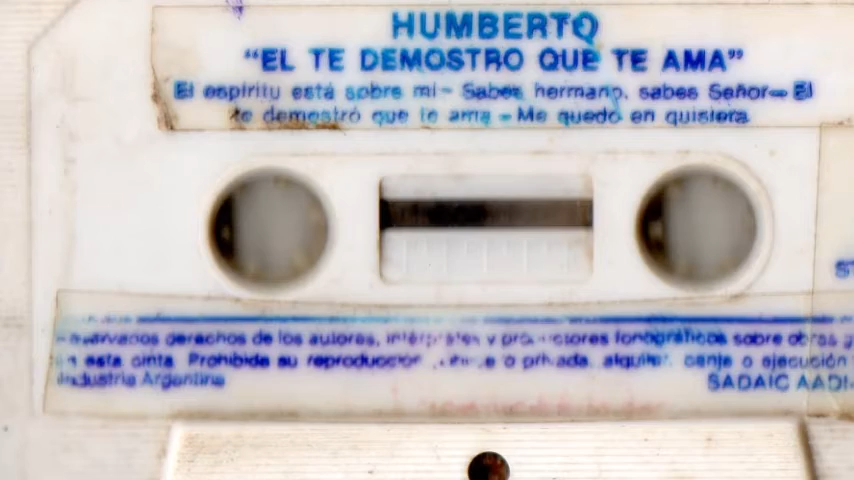 HUMBERTO
“EL TE DEMOSTRO QUE TE AMA”
El espiritu está sobre mi - Sabes hermano, sabes Señor - El
te demostró que te ama - Me quedo en quisiera
derechos de los autores, intérpretes y productores fonográficos sobre obras
esta cinta. Prohibida su reproducción o privada, alquiler, canje o ejecución
Industria Argentina
SADAIC AADI-